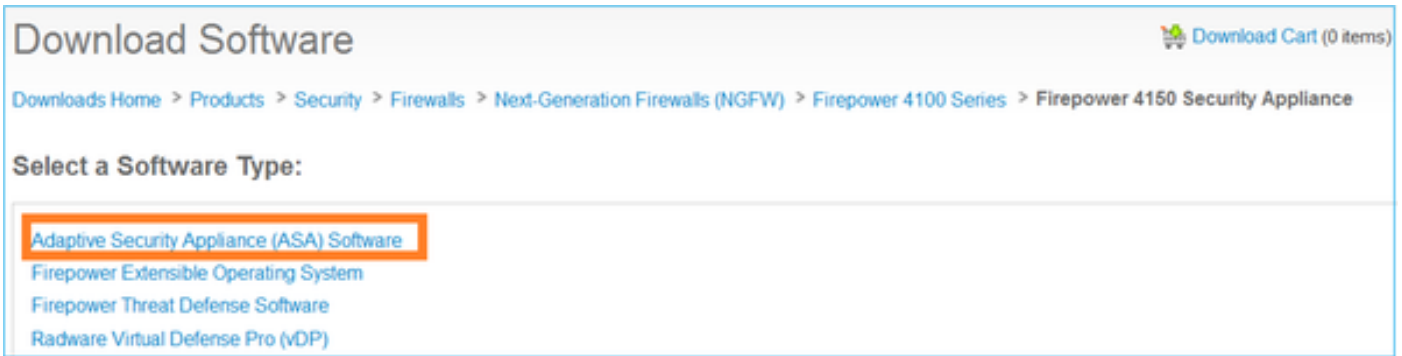 Download Software
Download Cart (0 items)
Downloads Home > Products > Security > Firewalls > Next-Generation Firewalls (NGFW) > Firepower 4100 Series > Firepower 4150 Security Appliance
Select a Software Type:
Adaptive Security Appliance (ASA) Software
Firepower Extensible Operating System
Firepower Threat Defense Software
Radware Virtual Defense Pro (vDP)